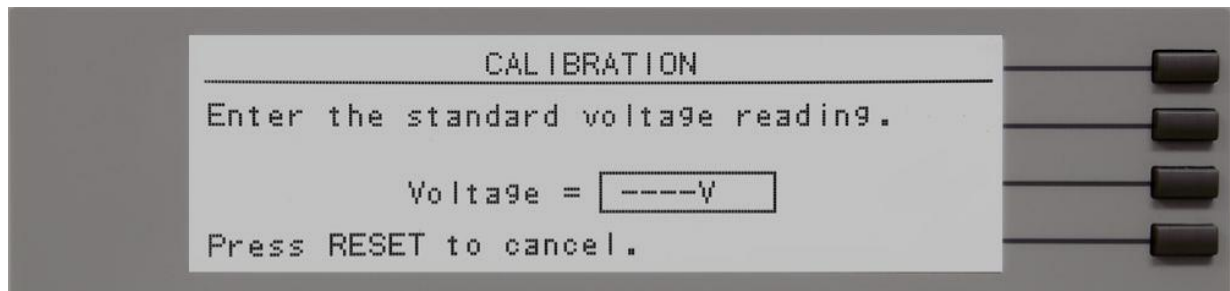 CALIBRATION
Enter the standard voltage reading.
Voltage = ----V
Press RESET to cancel.